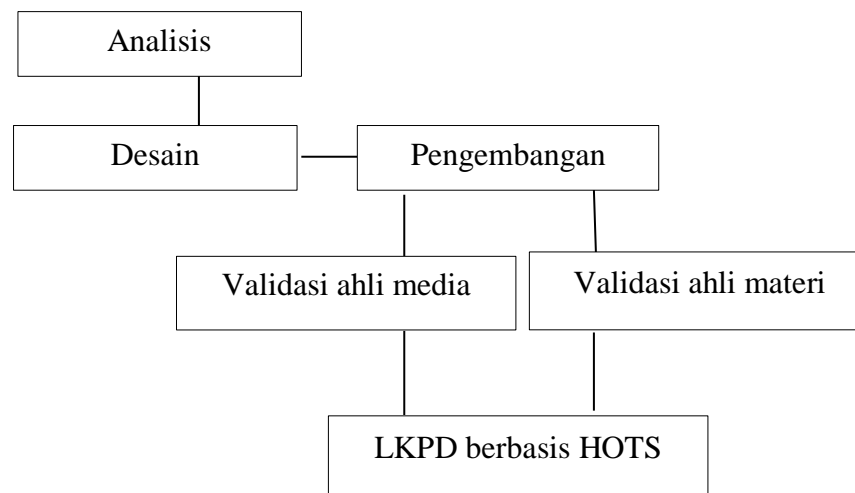 Analisis
Desain
Pengembangan
Validasi ahli media
Validasi ahli materi
LKPD berbasis HOTS